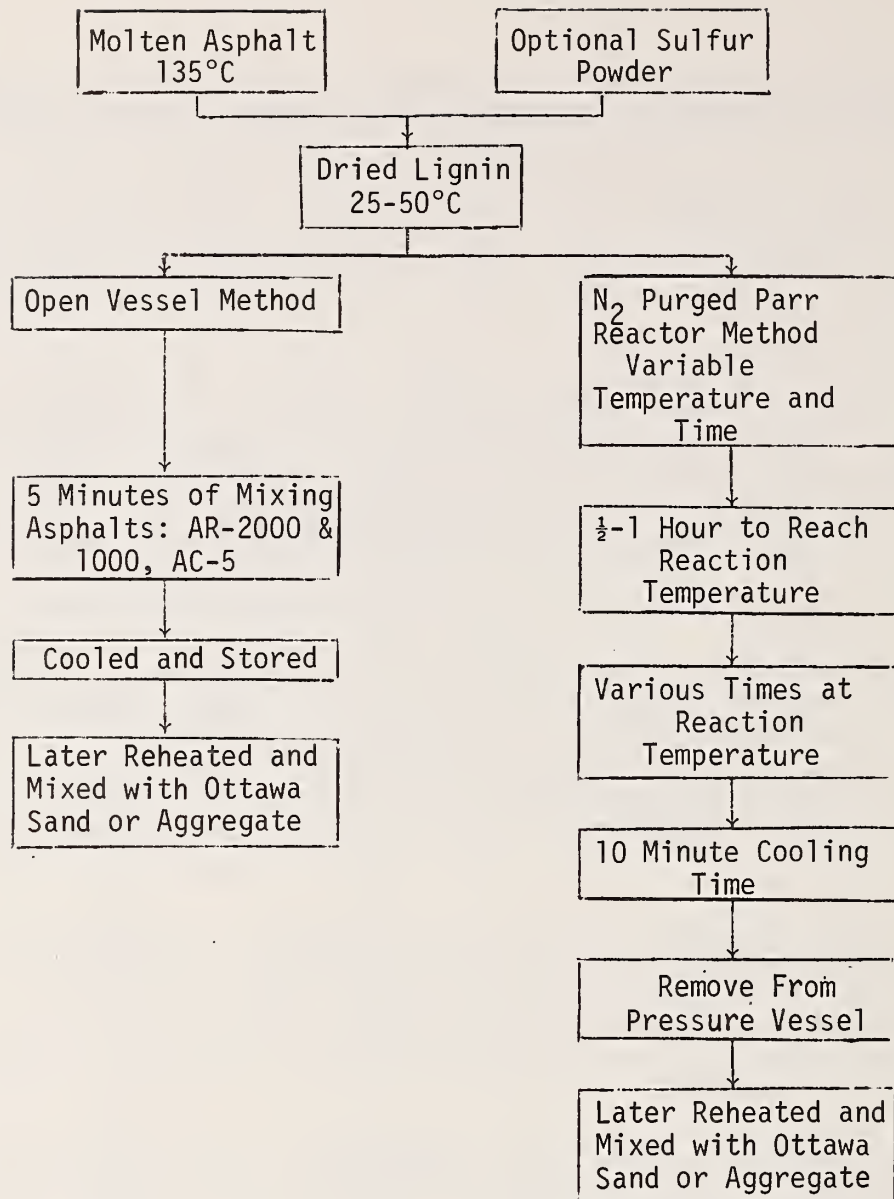 Molten Asphalt
135°C
Optional Sulfur
Powder
Dried Lignin
25-50°C
Open Vessel Method
5 Minutes of Mixing
Asphalts: AR-2000 &
1000, AC-5
Cooled and Stored
Later Reheated and
Mixed with Ottawa
Sand or Aggregate
N2 Purged Parr
Reactor Method
Variable
Temperature and
Time
½-1 Hour to Reach
Reaction
Temperature
Various Times at
Reaction
Temperature
10 Minute Cooling
Time
Remove From
Pressure Vessel
Later Reheated and
Mixed with Ottawa
Sand or Aggregate